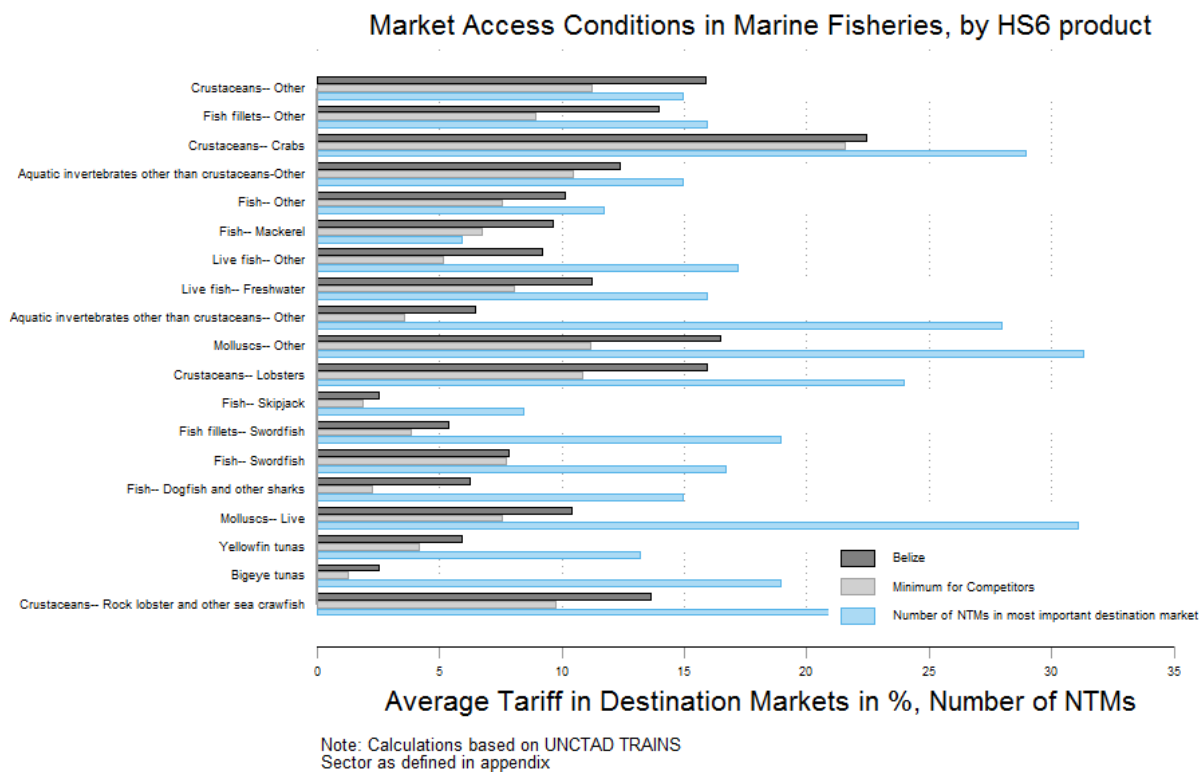 Market Access Conditions in Marine Fisheries, by HS6 product
Crustaceans-- Other
Fish fillets-- Other
Crustaceans-- Crabs
Aquatic invertebrates other than crustaceans-Other
Fish-- Other
Fish-- Mackerel
Live fish-- Other
Live fish-- Freshwater
Aquatic invertebrates other than crustaceans-- Other
Molluscs-- Other
Crustaceans-- Lobsters
Fish-- Skipjack
Fish fillets-- Swordfish
Fish-- Swordfish
Fish-- Dogfish and other sharks
Molluscs-- Live
Yellowfin tunas
Bigeye tunas
Crustaceans-- Rock lobster and other sea crawfish
Belize
Minimum for Competitors
Number of NTMs in most important destination market
0 5 10 15 20 25 30 35
Average Tariff in Destination Markets in %, Number of NTMs
Note: Calculations based on UNCTAD TRAINS
Sector as defined in appendix